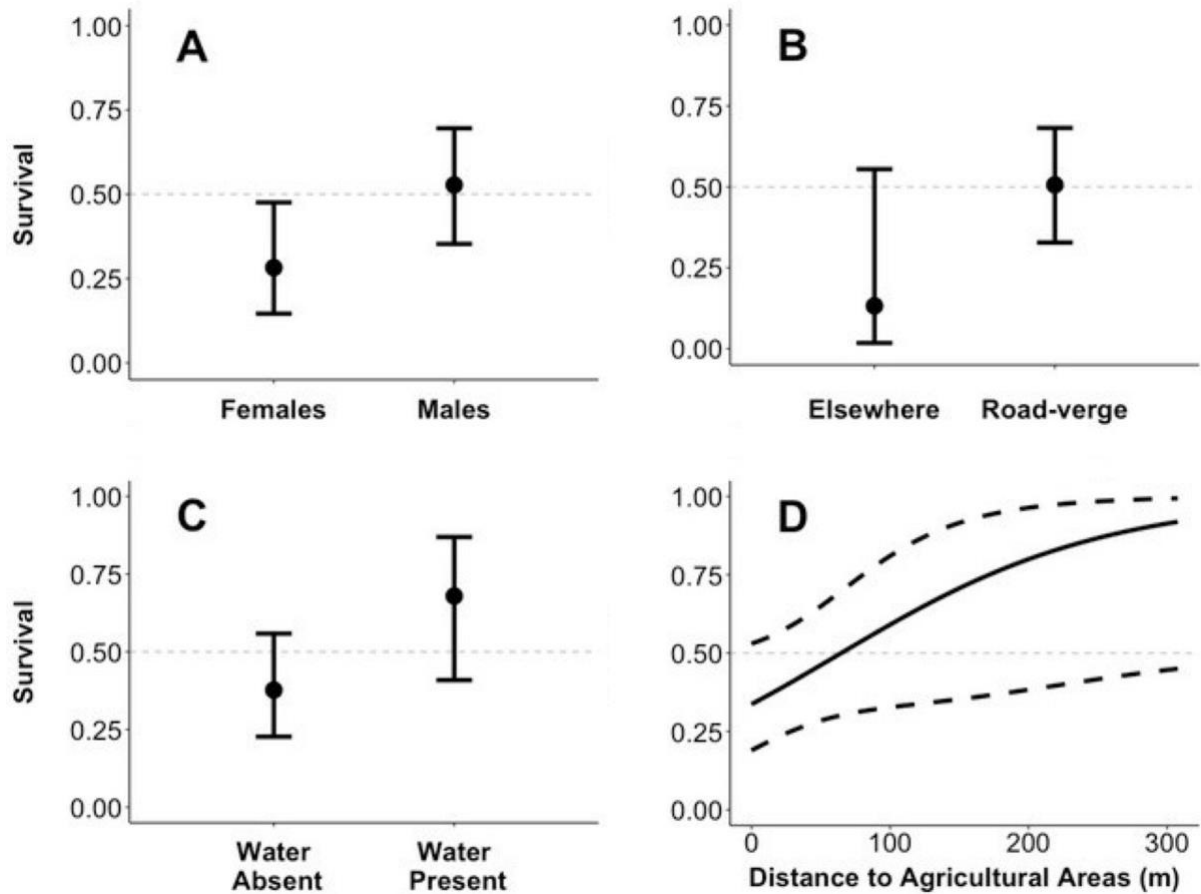 A
Survival
1.00
0.75
0.50
0.25
0.00
Females Males
B
1.00
0.75
0.50
0.25
0.00
Elsewhere Road-verge
C
Survival
1.00
0.75
0.50
0.25
0.00
Water Water
Absent Present
D
1.00
0.75
0.50
0.25
0.00
0 100 200 300
Distance to Agricultural Areas (m)